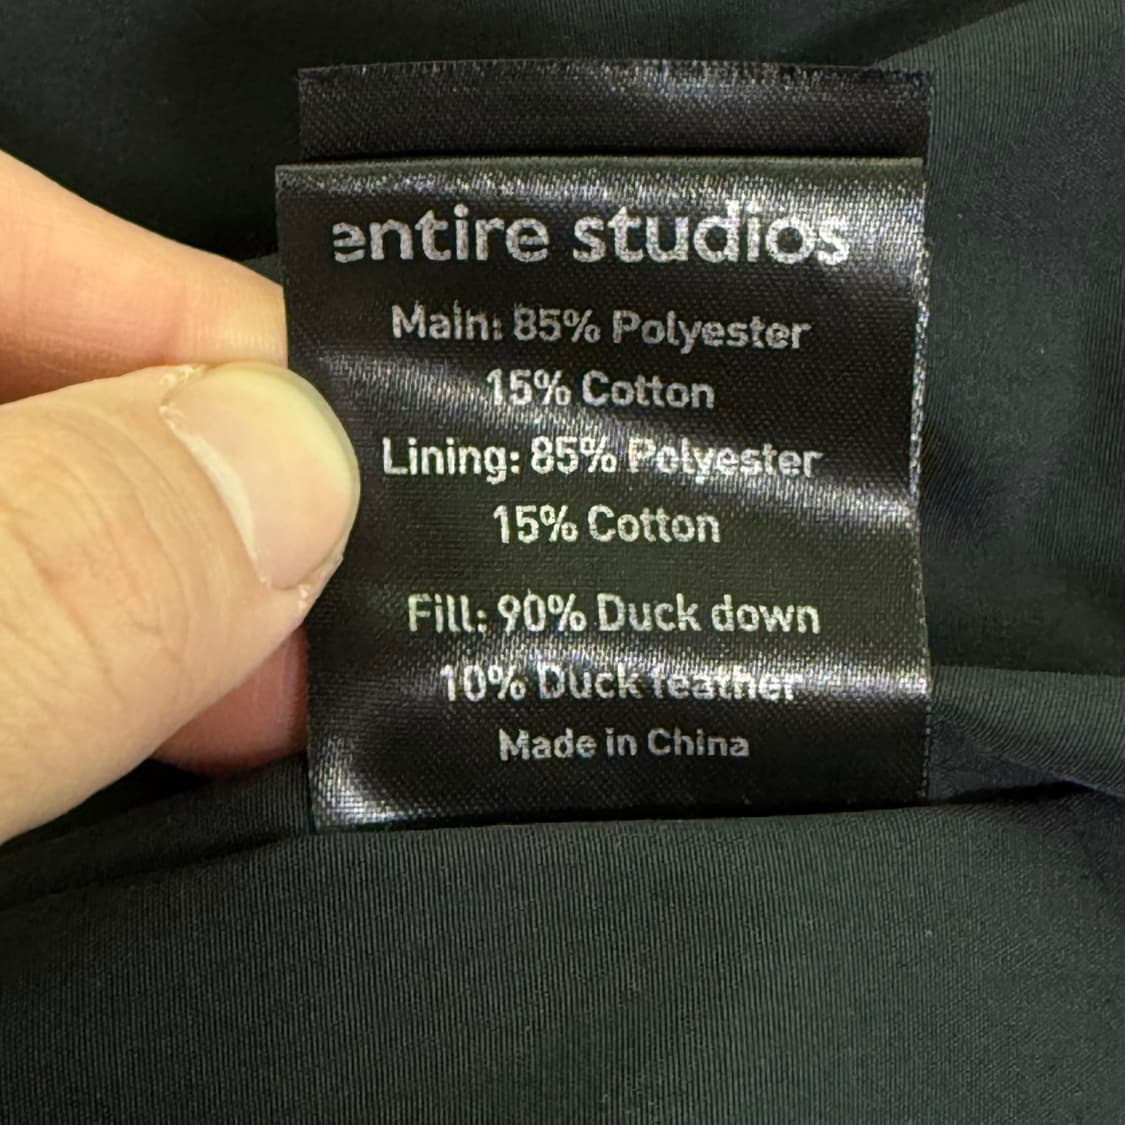 entire studios
Main: 85% Polyester
15% Cotton
Lining: 85% Polyester
15% Cotton
Fill: 90% Duck down
10% Duck feather
Made in China